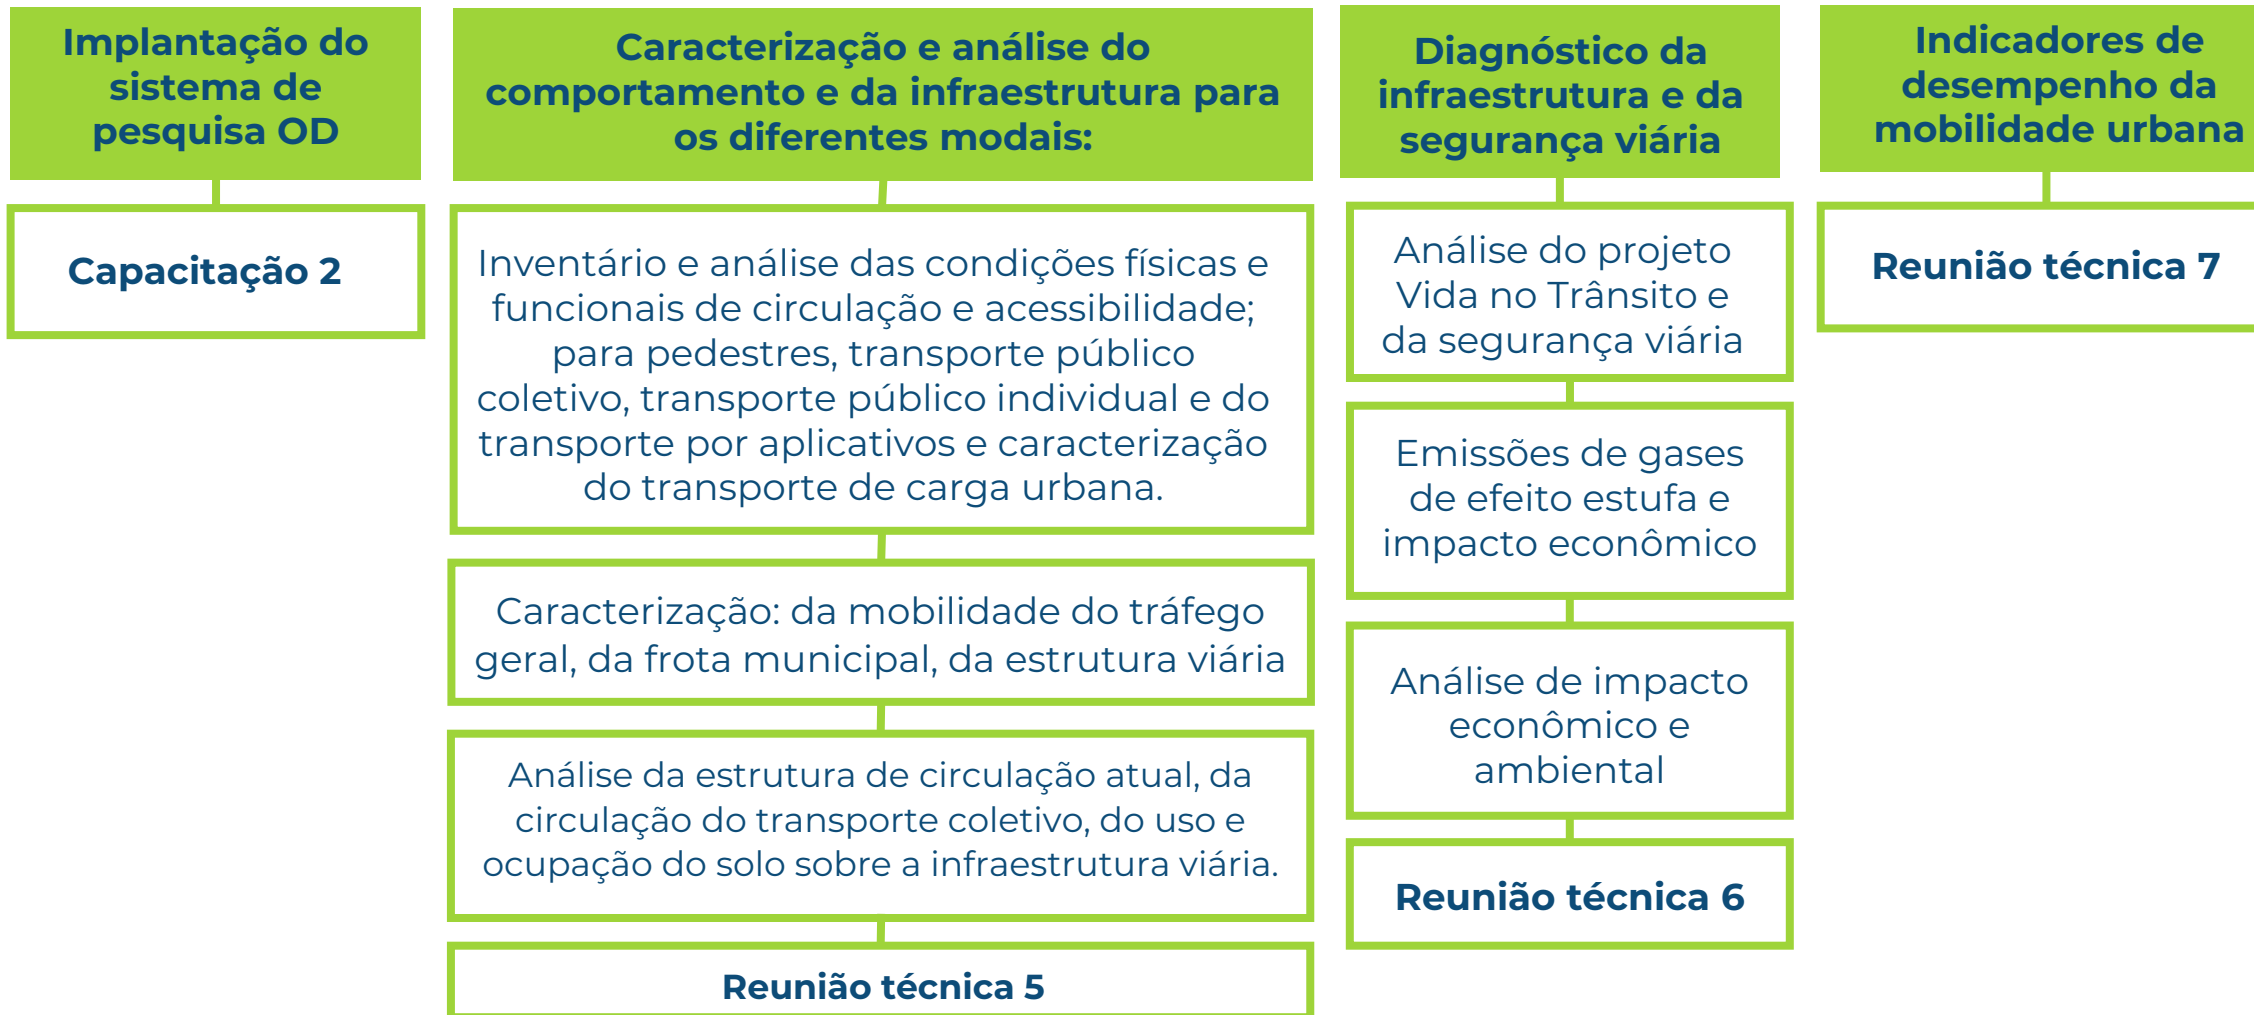 Implantação do
sistema de
pesquisa OD
Capacitação 2
Caracterização e análise do
comportamento e da infraestrutura para
os diferentes modais:
Inventário e análise das condições físicas e
funcionais de circulação e acessibilidade;
para pedestres, transporte público
coletivo, transporte público individual e do
transporte por aplicativos e caracterização
do transporte de carga urbana.
Caracterização: da mobilidade do tráfego
geral, da frota municipal, da estrutura viária
Análise da estrutura de circulação atual, da
circulação do transporte coletivo, do uso e
ocupação do solo sobre a infraestrutura viária.
Reunião técnica 5
Diagnóstico da
infraestrutura e da
segurança viária
Análise do projeto
Vida no Trânsito e
da segurança viária
Emissões de gases
de efeito estufa e
impacto econômico
Análise de impacto
econômico e
ambiental
Reunião técnica 6
Indicadores de
desempenho da
mobilidade urbana
Reunião técnica 7